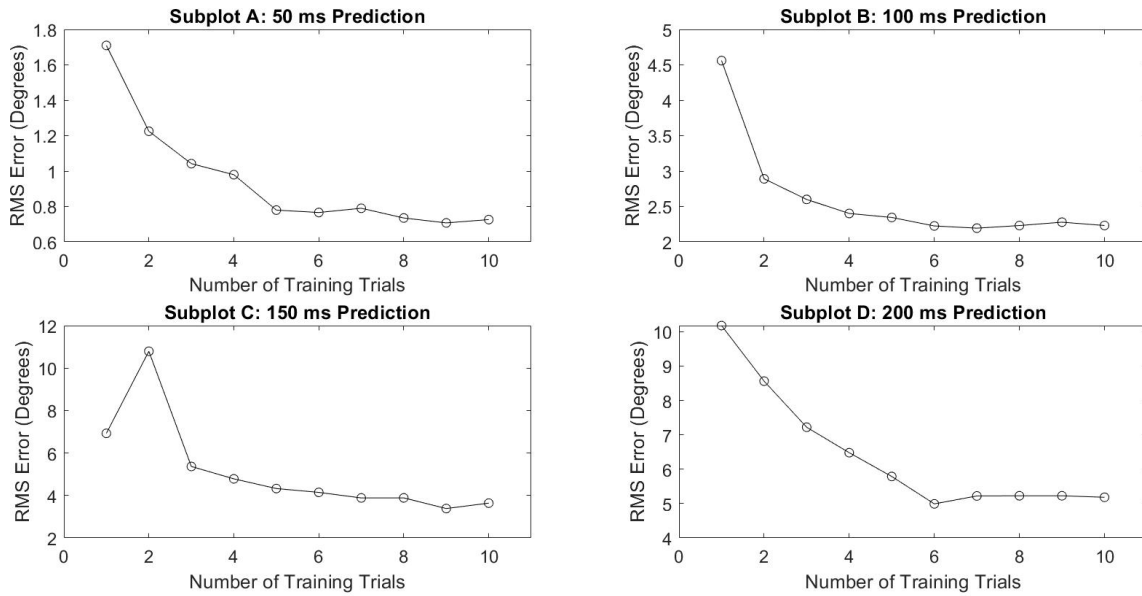 Subplot A: 50 ms Prediction
RMS Error (Degrees)
1.8
1.6
1.4
1.2
1
0.8
0.6
0 2 4 6 8 10
Number of Training Trials
Subplot B: 100 ms Prediction
RMS Error (Degrees)
5
4.5
4
3.5
3
2.5
2
0 2 4 6 8 10
Number of Training Trials
Subplot C: 150 ms Prediction
RMS Error (Degrees)
12
10
8
6
4
2
0 2 4 6 8 10
Number of Training Trials
Subplot D: 200 ms Prediction
RMS Error (Degrees)
10
9
8
7
6
5
4
0 2 4 6 8 10
Number of Training Trials